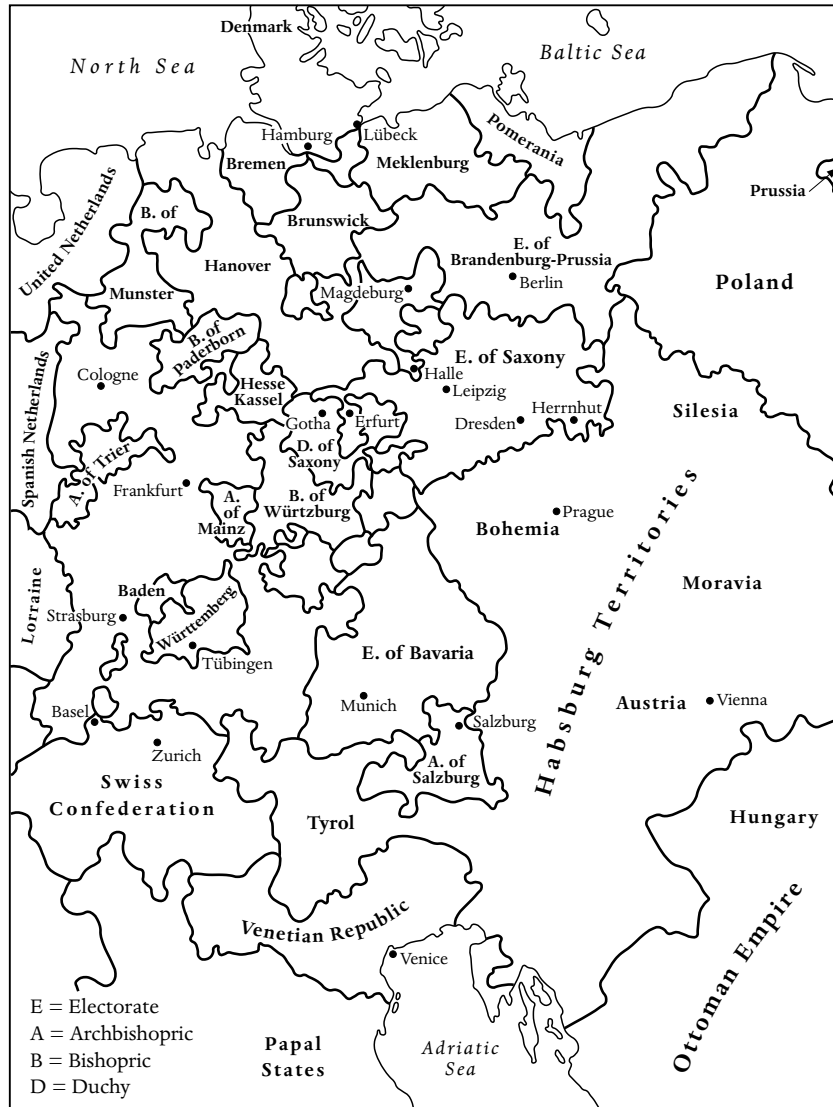 Denmark
North Sea
Baltic Sea
Hamburg
Lübeck
Pomerania
Bremen
Meklenburg
Prussia
United Netherlands
B. of
Brunswick
E. of
Brandenburg-Prussia
Hanover
Berlin
Poland
Munster
Magdeburg
B. of
Paderborn
E. of Saxony
Spanish Netherlands
Cologne
Hesse
Kassel
Halle
Leipzig
Gotha
Erfurt
Dresden
Herrnhut
Silesia
D. of
Saxony
A. of Trier
Frankfurt
A.
of
Mainz
B. of
Würtzburg
Bohemia
Prague
Habsburg Territories
Moravia
Lorraine
Baden
Strasburg
Württemberg
Tübingen
E. of Bavaria
Munich
Austria
Vienna
Basel
Salzburg
Zurich
A. of
Salzburg
Swiss
Confederation
Tyrol
Hungary
Venetian Republic
Venice
Ottoman Empire
E = Electorate
A = Archbishopric
B = Bishopric
D = Duchy
Papal
States
Adriatic
Sea